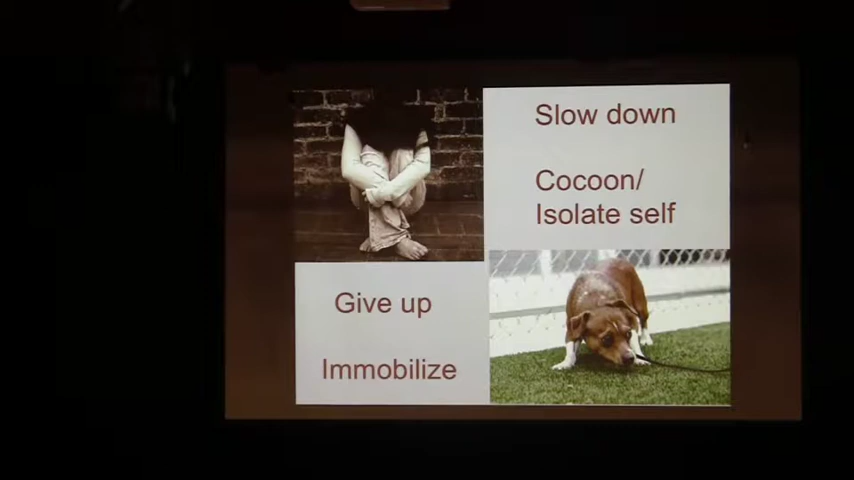 Slow down
Cocoon/
Isolate self
Give up
Immobilize